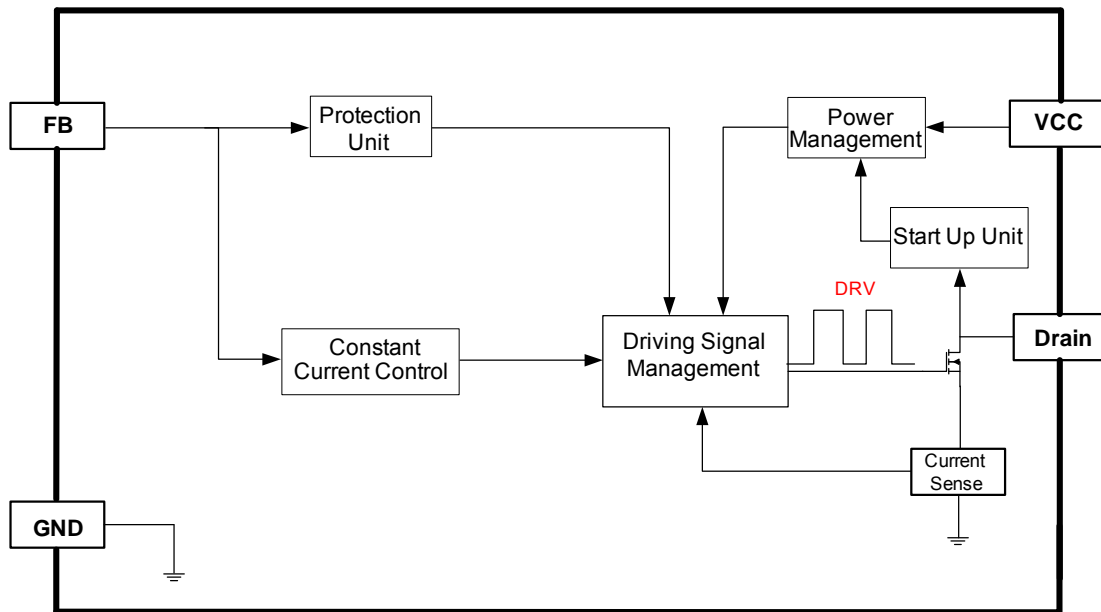 FB
Protection
Unit
Power
Management
VCC
Start Up Unit
DRV
Drain
Constant
Current Control
Driving Signal
Management
Current
Sense
GND